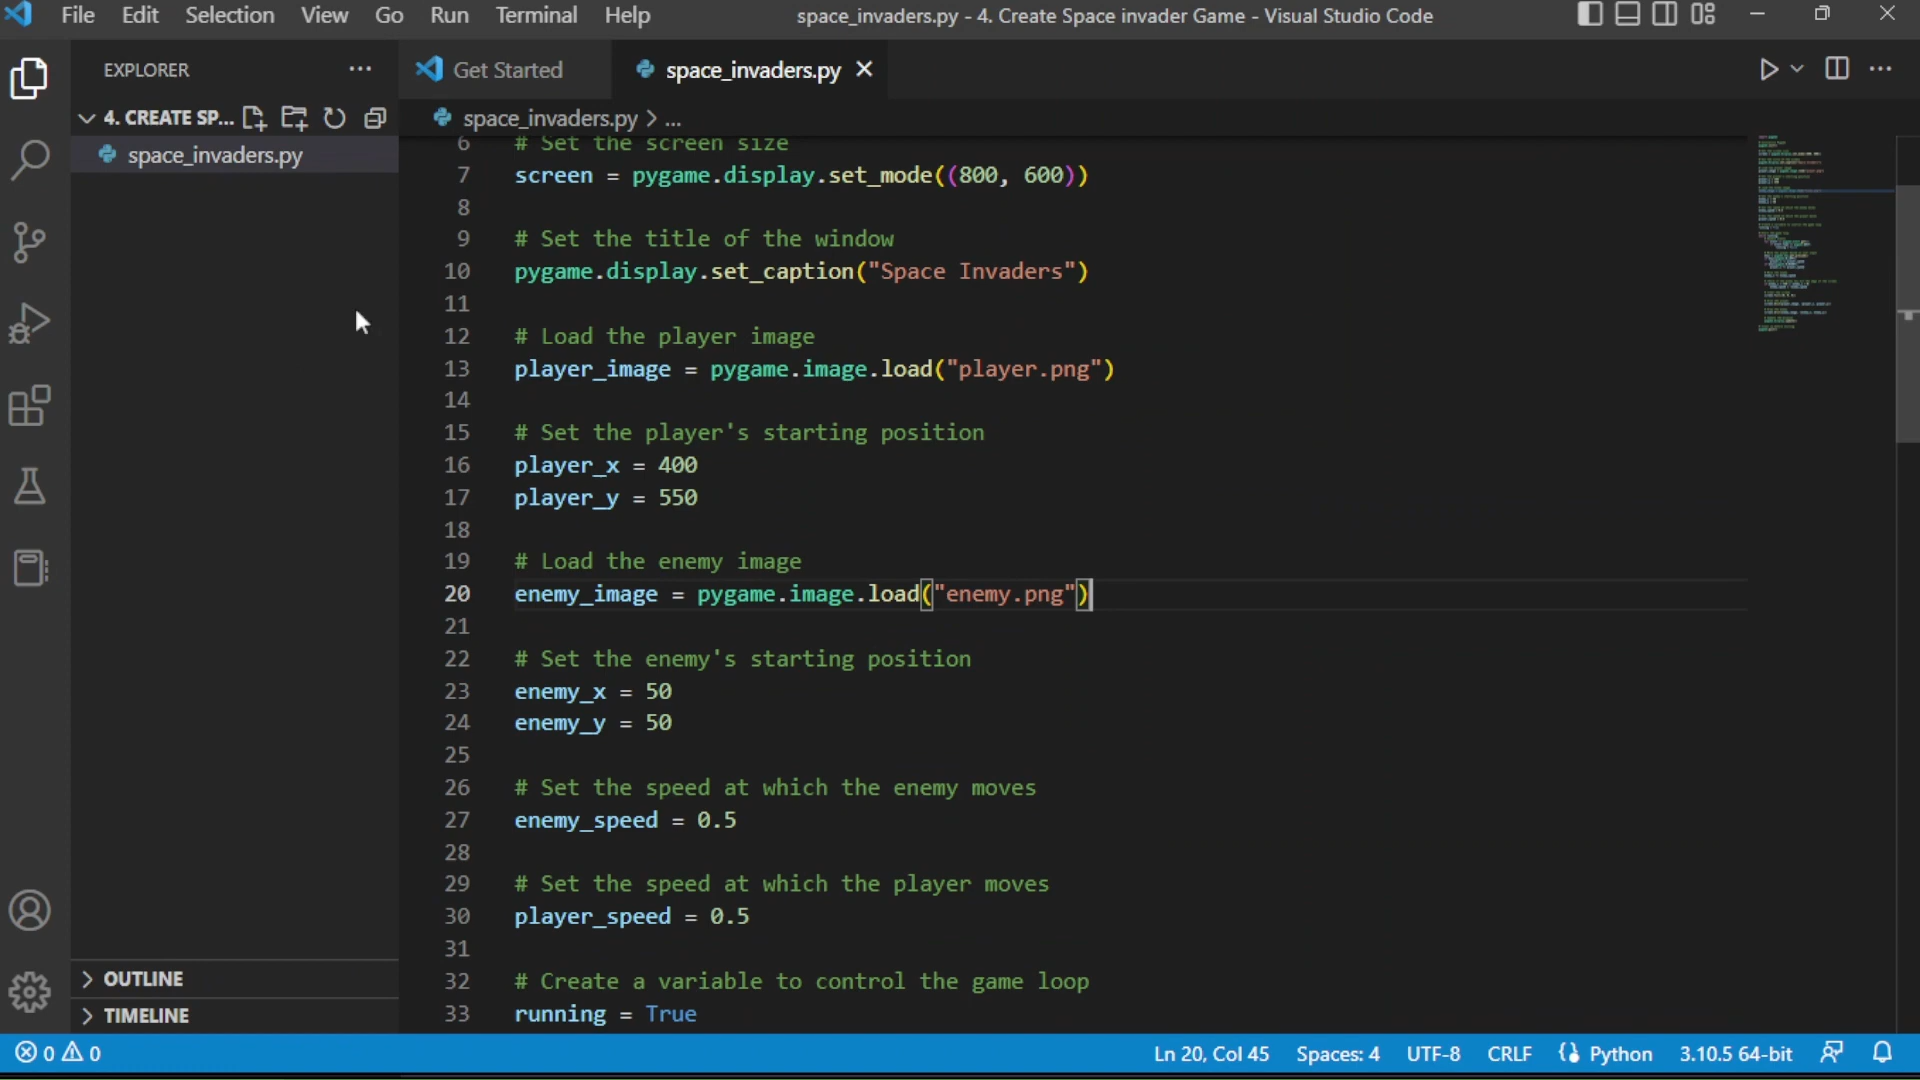 File Edit Selection View Go Run Terminal Help
space_invaders.py - 4. Create Space invader Game - Visual Studio Code
EXPLORER
4. CREATE SP...
space_invaders.py
OUTLINE
TIMELINE
Get Started
space_invaders.py
space_invaders.py > ...
6 # Set the screen size
7 screen = pygame.display.set_mode((800, 600))
8
9 # Set the title of the window
10 pygame.display.set_caption("Space Invaders")
11
12 # Load the player image
13 player_image = pygame.image.load("player.png")
14
15 # Set the player's starting position
16 player_x = 400
17 player_y = 550
18
19 # Load the enemy image
20 enemy_image = pygame.image.load("enemy.png")
21
22 # Set the enemy's starting position
23 enemy_x = 50
24 enemy_y = 50
25
26 # Set the speed at which the enemy moves
27 enemy_speed = 0.5
28
29 # Set the speed at which the player moves
30 player_speed = 0.5
31
32 # Create a variable to control the game loop
33 running = True
0 0
Ln 20, Col 45 Spaces: 4 UTF-8 CRLF Python 3.10.5 64-bit